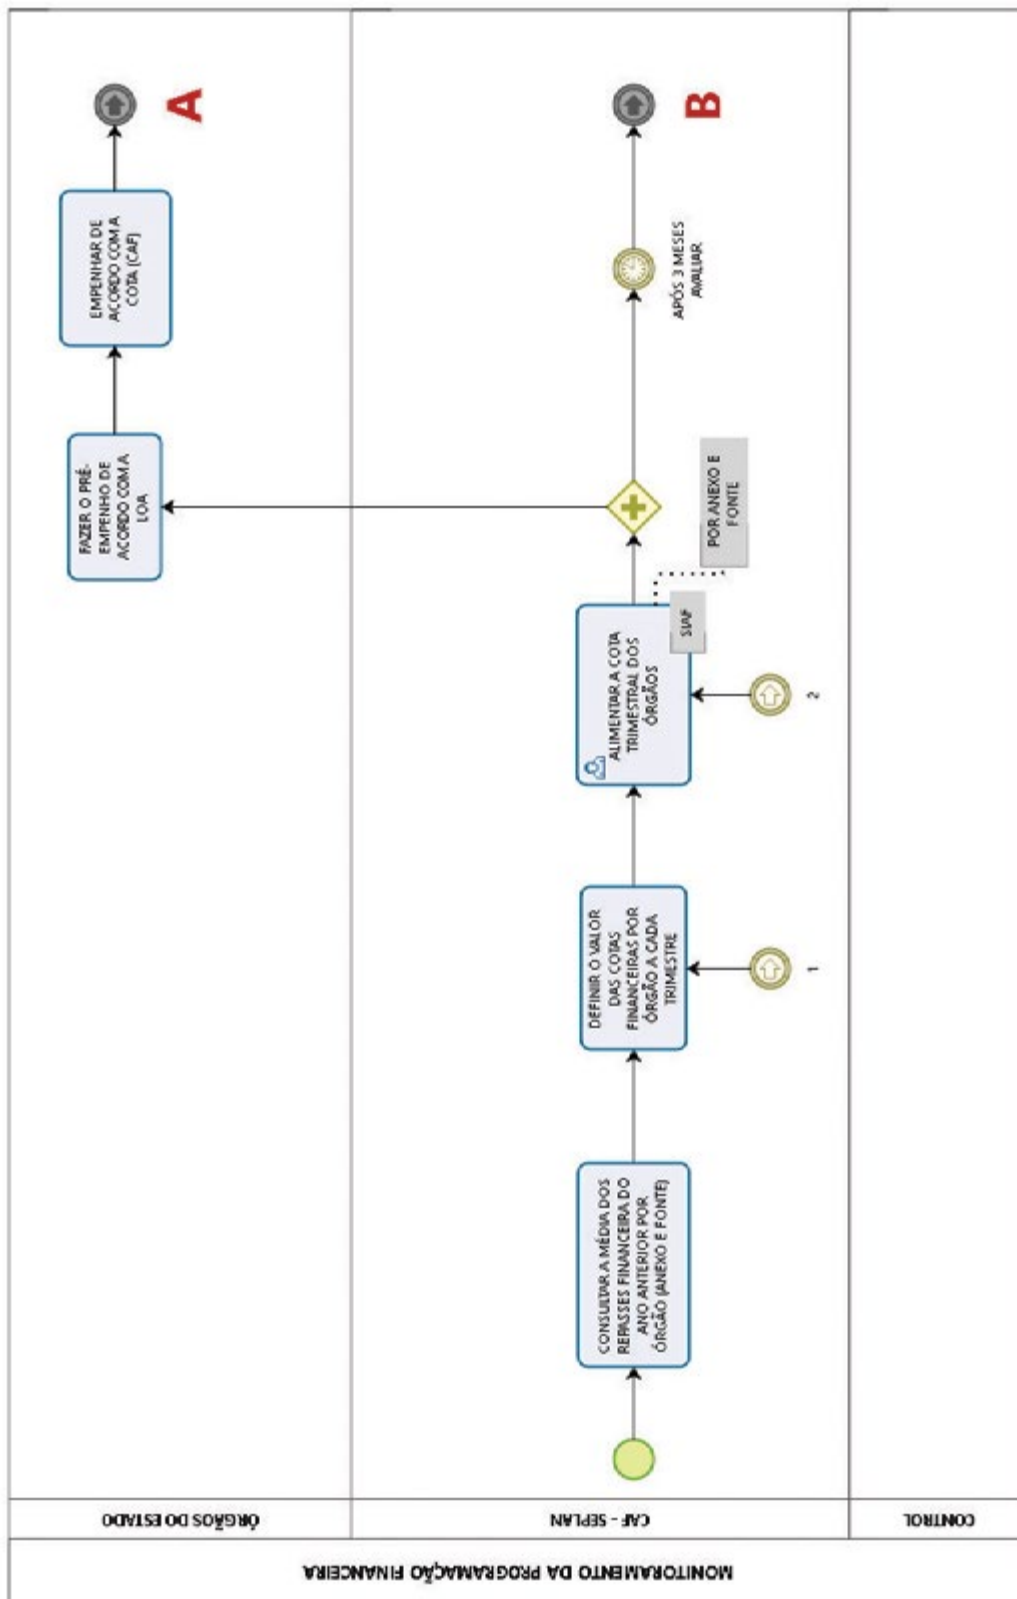 MONITORAMENTO DA PROGRAMAÇÃO FINANCEIRA
ÓRGÃOS DO ESTADO
FAZER O PRÉ-
EMPENHO DE
ACORDO COM A
LOA
EMPENHAR DE
ACORDO COM A
COTA (CAF)
A
CAF - SEPLAN
CONSULTAR A MÉDIA DOS
REPASSES FINANCEIRA DO
ANO ANTERIOR POR
ÓRGÃO (ANEXO E FONTE)
DEFINIR O VALOR
DAS COTAS
FINANCEIRAS POR
ÓRGÃO A CADA
TRIMESTRE
1
ALIMENTAR A COTA
TRIMESTRAL DOS
ÓRGÃOS
SIAF
2
POR ANEXO E
FONTE
APÓS 3 MESES
AVALIAR
B
CONTROL